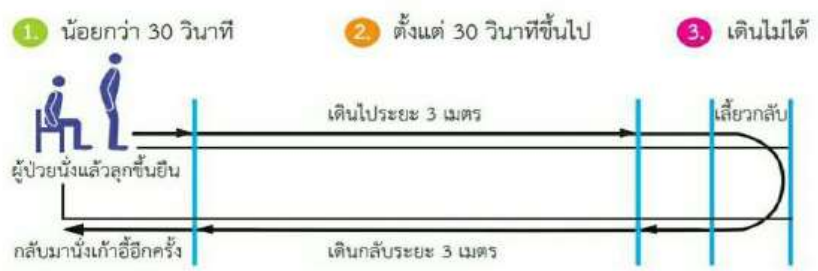 1. น้อยกว่า 30 วินาที
2. ตั้งแต่ 30 วินาทีขึ้นไป
3. เดินไม่ได้
เดินไประยะ 3 เมตร
เลี้ยวกลับ
ผู้ป่วยนั่งแล้วลุกขึ้นยืน
กลับมานั่งเก้าอี้อีกครั้ง
เดินกลับระยะ 3 เมตร